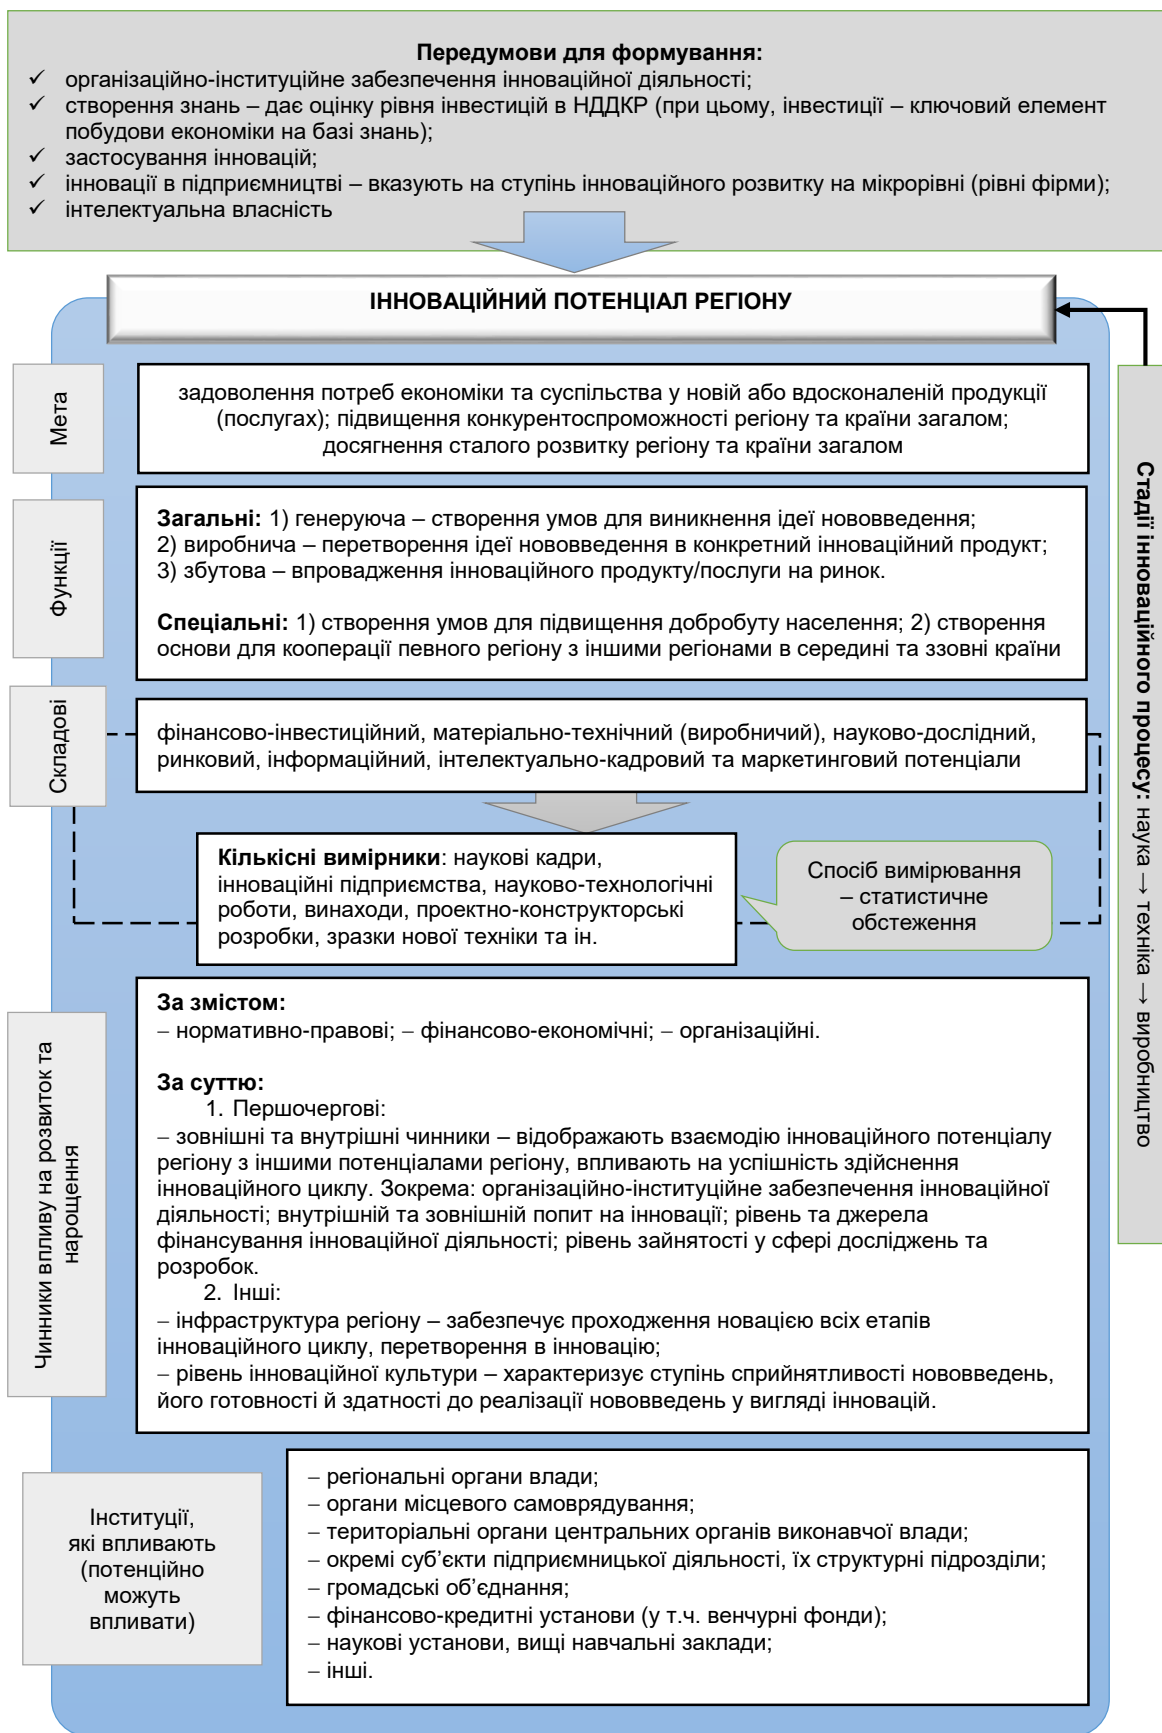 Передумови для формування:
✓ організаційно-інституційне забезпечення інноваційної діяльності;
✓ створення знань – дає оцінку рівня інвестицій в НДДКР (при цьому, інвестиції – ключовий елемент
побудови економіки на базі знань);
✓ застосування інновацій;
✓ інновації в підприємництві – вказують на ступінь інноваційного розвитку на мікрорівні (рівні фірми);
✓ інтелектуальна власність
ІННОВАЦІЙНИЙ ПОТЕНЦІАЛ РЕГІОНУ
Мета
задоволення потреб економіки та суспільства у новій або вдосконаленій продукції
(послугах); підвищення конкурентоспроможності регіону та країни загалом;
досягнення сталого розвитку регіону та країни загалом
Функції
Загальні: 1) генеруюча – створення умов для виникнення ідеї нововведення;
2) виробнича – перетворення ідеї нововведення в конкретний інноваційний продукт;
3) збутова – впровадження інноваційного продукту/послуги на ринок.
Спеціальні: 1) створення умов для підвищення добробуту населення; 2) створення
основи для кооперації певного регіону з іншими регіонами в середині та ззовні країни
Складові
фінансово-інвестиційний, матеріально-технічний (виробничий), науково-дослідний,
ринковий, інформаційний, інтелектуально-кадровий та маркетинговий потенціали
Кількісні вимірники: наукові кадри,
інноваційні підприємства, науково-технологічні
роботи, винаходи, проектно-конструкторські
розробки, зразки нової техніки та ін.
Спосіб вимірювання
– статистичне
обстеження
Чинники впливу на розвиток та
нарощення
За змістом:
– нормативно-правові; – фінансово-економічні; – організаційні.
За суттю:
1. Першочергові:
– зовнішні та внутрішні чинники – відображають взаємодію інноваційного потенціалу
регіону з іншими потенціалами регіону, впливають на успішність здійснення
інноваційного циклу. Зокрема: організаційно-інституційне забезпечення інноваційної
діяльності; внутрішній та зовнішній попит на інновації; рівень та джерела
фінансування інноваційної діяльності; рівень зайнятості у сфері досліджень та
розробок.
2. Інші:
– інфраструктура регіону – забезпечує проходження новацією всіх етапів
інноваційного циклу, перетворення в інновацію;
– рівень інноваційної культури – характеризує ступінь сприйнятливості нововведень,
його готовності й здатності до реалізації нововведень у вигляді інновацій.
Інституції,
які впливають
(потенційно
можуть
впливати)
– регіональні органи влади;
– органи місцевого самоврядування;
– територіальні органи центральних органів виконавчої влади;
– окремі суб’єкти підприємницької діяльності, їх структурні підрозділи;
– громадські об’єднання;
– фінансово-кредитні установи (у т.ч. венчурні фонди);
– наукові установи, вищі навчальні заклади;
– інші.
Стадії інноваційного процесу: наука → техніка → виробництво